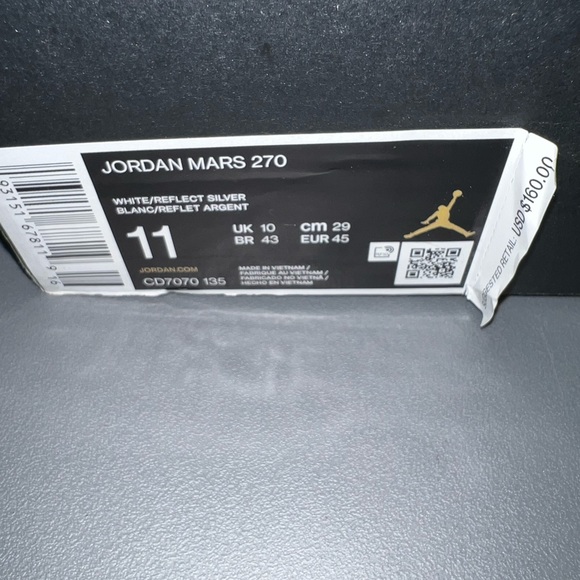 JORDAN MARS 270
WHITE/REFLECT SILVER
BLANC/REFLET ARGENT
11
UK 10 cm 29
BR 43 EUR 45
JORDAN.COM
CD7070 135
MADE IN VIETNAM /
FABRIQUÉ AU VIETNAM /
FABRICADO NO VIETNÃ /
HECHO EN VIETNAM
RETAIL USD $160.00